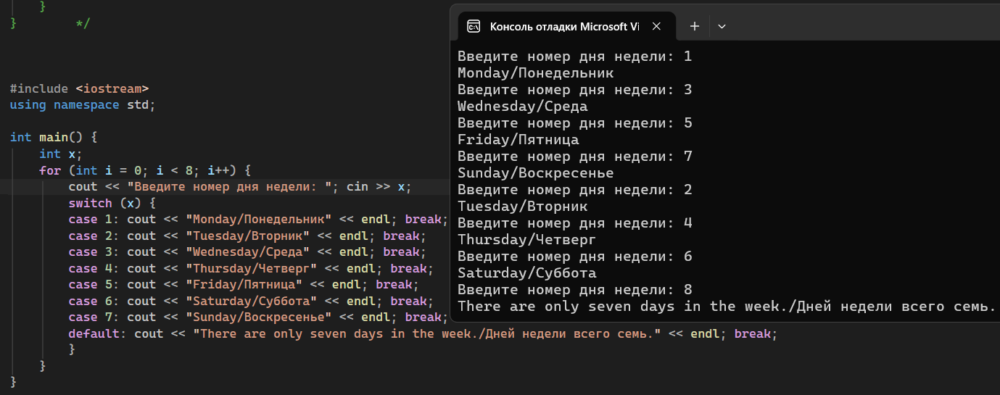 }
} */
#include <iostream>
using namespace std;
int main() {
int x;
for (int i = 0; i < 8; i++) {
cout << "Введите номер дня недели: "; cin >> x;
switch (x) {
case 1: cout << "Monday/Понедельник" << endl; break;
case 2: cout << "Tuesday/Вторник" << endl; break;
case 3: cout << "Wednesday/Среда" << endl; break;
case 4: cout << "Thursday/Четверг" << endl; break;
case 5: cout << "Friday/Пятница" << endl; break;
case 6: cout << "Saturday/Суббота" << endl; break;
case 7: cout << "Sunday/Воскресенье" << endl; break;
default: cout << "There are only seven days in the week./Дней недели всего семь." << endl; break;
}
}
}
Консоль отладки Microsoft Vi
Введите номер дня недели: 1
Monday/Понедельник
Введите номер дня недели: 3
Wednesday/Среда
Введите номер дня недели: 5
Friday/Пятница
Введите номер дня недели: 7
Sunday/Воскресенье
Введите номер дня недели: 2
Tuesday/Вторник
Введите номер дня недели: 4
Thursday/Четверг
Введите номер дня недели: 6
Saturday/Суббота
Введите номер дня недели: 8
There are only seven days in the week./Дней недели всего семь.